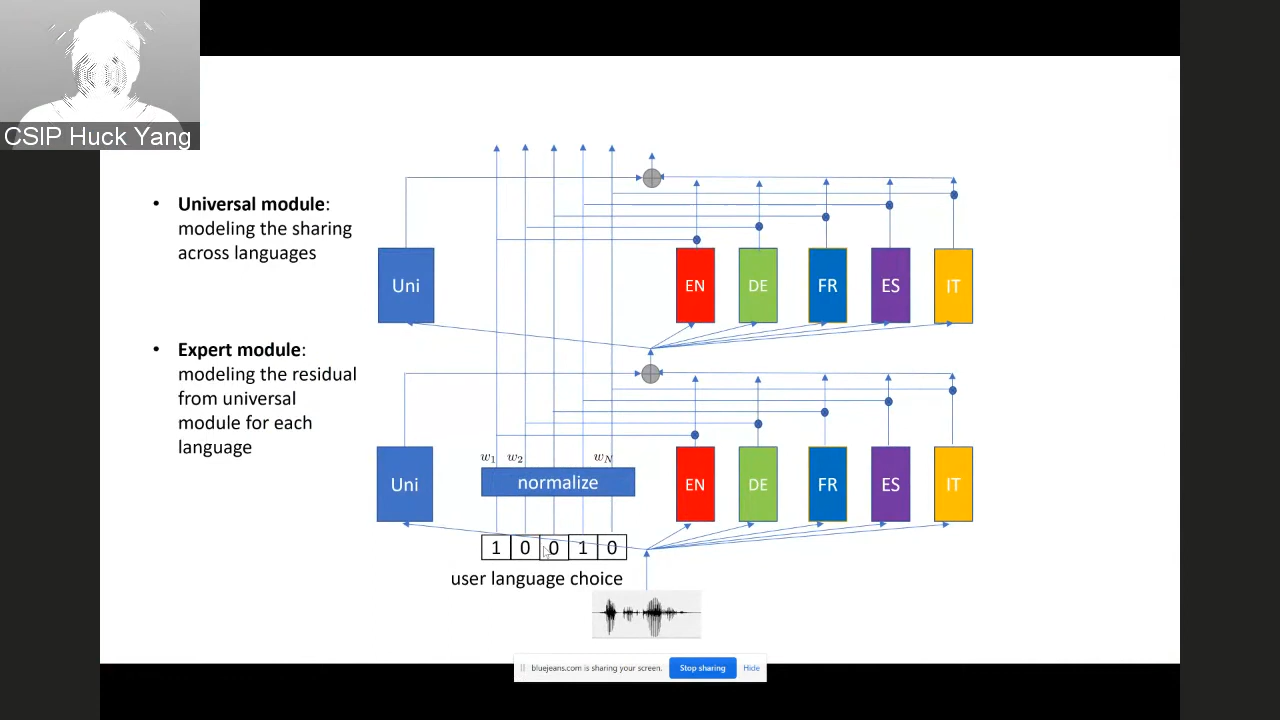 CSIP Huck Yang
• Universal module:
modeling the sharing
across languages
• Expert module:
modeling the residual
from universal
module for each
language
Uni
EN
DE
FR
ES
IT
w1 w2 wN
normalize
Uni
EN
DE
FR
ES
IT
1 0 0 1 0
user language choice
bluejeans.com is sharing your screen. Stop sharing Hide